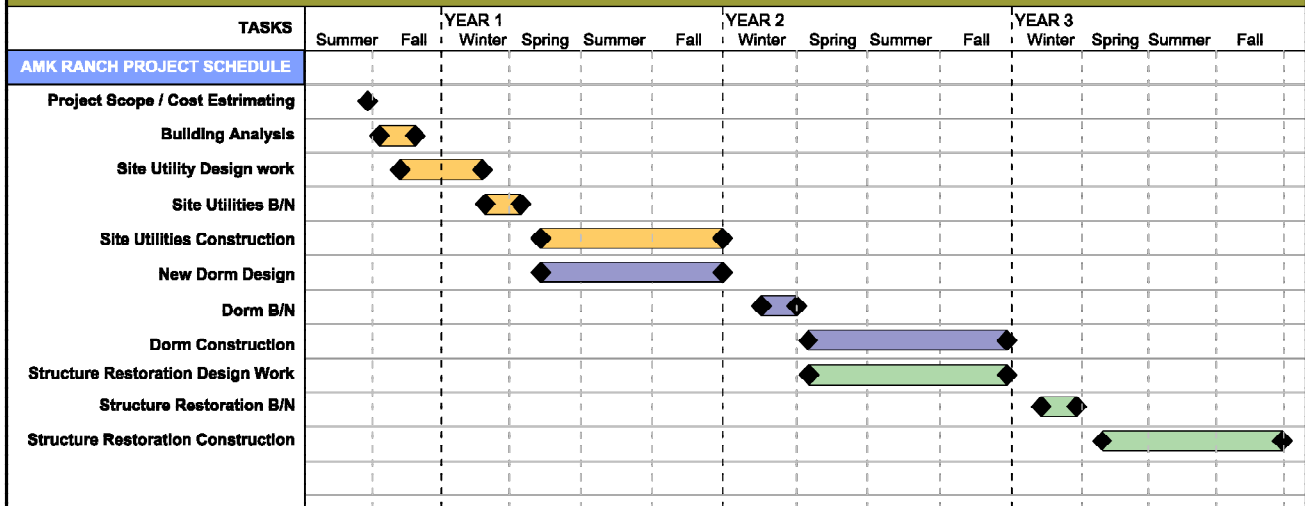 TASKS
YEAR 1 YEAR 2 YEAR 3
Summer Fall Winter Spring Summer Fall Winter Spring Summer Fall Winter Spring Summer Fall
AMK RANCH PROJECT SCHEDULE
Project Scope / Cost Estrimating
Building Analysis
Site Utility Design work
Site Utilities B/N
Site Utilities Construction
New Dorm Design
Dorm B/N
Dorm Construction
Structure Restoration Design Work
Structure Restoration B/N
Structure Restoration Construction